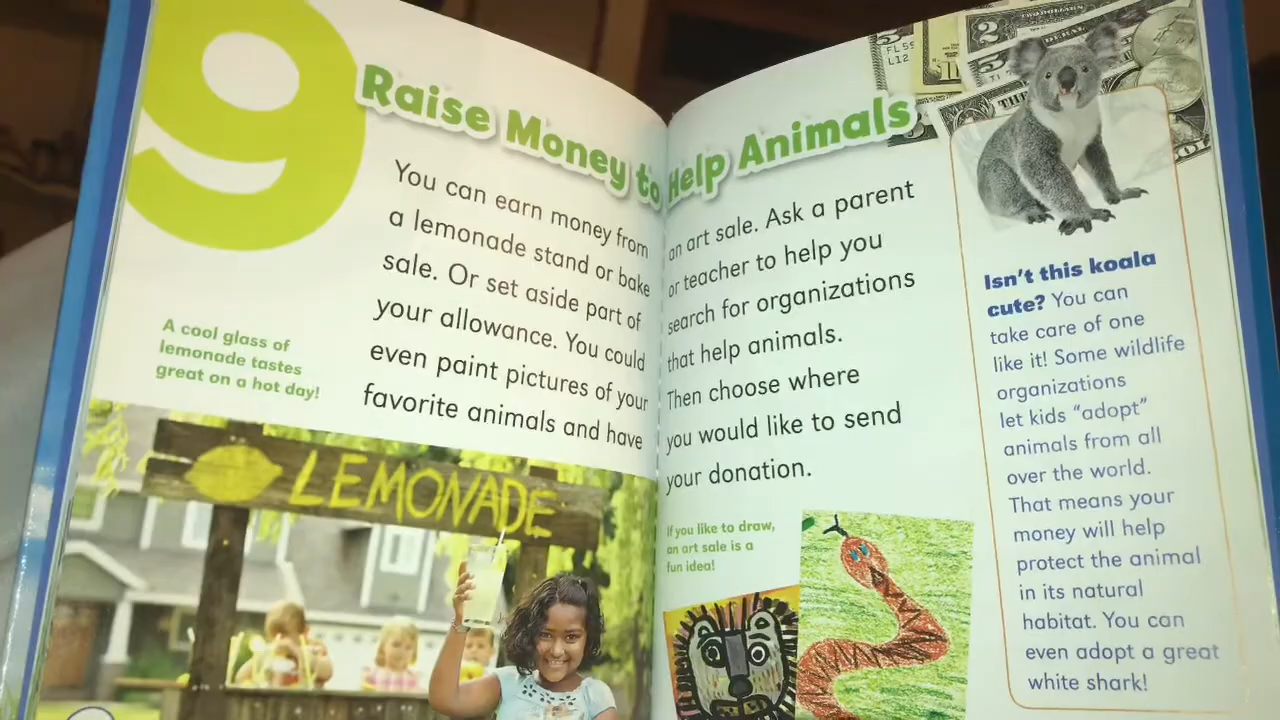 9
Raise Money to Help Animals
You can earn money from
a lemonade stand or bake
sale. Or set aside part of
your allowance. You could
even paint pictures of your
favorite animals and have
A cool glass of
lemonade tastes
great on a hot day!
LEMONADE
an art sale. Ask a parent
or teacher to help you
search for organizations
that help animals.
Then choose where
you would like to send
your donation.
If you like to draw,
an art sale is a
fun idea!
Isn't this koala
cute? You can
take care of one
like it! Some wildlife
organizations
let kids “adopt”
animals from all
over the world.
That means your
money will help
protect the animal
in its natural
habitat. You can
even adopt a great
white shark!